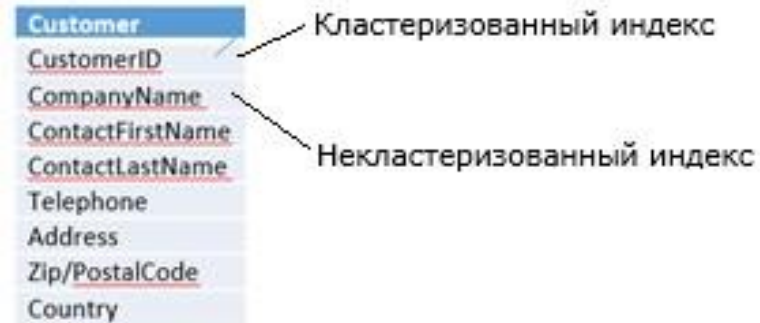 Customer
Кластеризованный индекс
CustomerID
CompanyName
ContactFirstName
Некластеризованный индекс
ContactLastName
Telephone
Address
Zip/PostalCode
Country